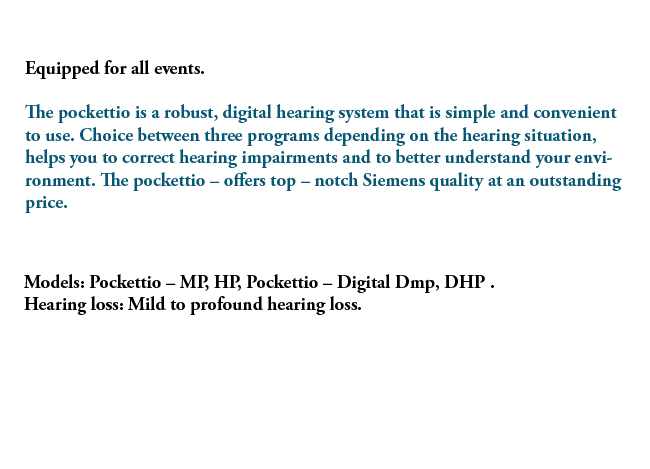 Equipped for all events.
The pockettio is a robust, digital hearing system that is simple and convenient
to use. Choice between three programs depending on the hearing situation,
helps you to correct hearing impairments and to better understand your envi-
ronment. The pockettio – offers top – notch Siemens quality at an outstanding
price.
Models: Pockettio – MP, HP, Pockettio – Digital Dmp, DHP .
Hearing loss: Mild to profound hearing loss.